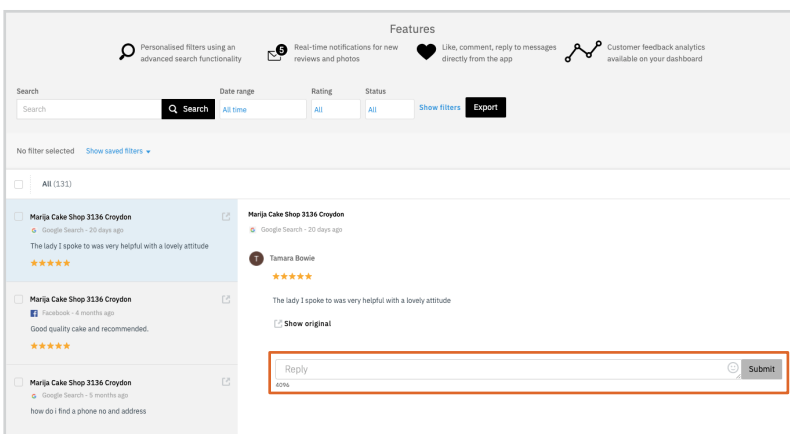 Features
Personalised filters using an
advanced search functionality
5
Real-time notifications for new
reviews and photos
Like, comment, reply to messages
directly from the app
Customer feedback analytics
available on your dashboard
Search
Date range
Rating
Status
Search
Search
All time
All
All
Show filters
Export
No filter selected
Show saved filters
All (131)
Marija Cake Shop 3136 Croydon
G Google Search - 20 days ago
The lady I spoke to was very helpful with a lovely attitude
Marija Cake Shop 3136 Croydon
f Facebook - 4 months ago
Good quality cake and recommended.
Marija Cake Shop 3136 Croydon
G Google Search - 5 months ago
how do i find a phone no and address
Marija Cake Shop 3136 Croydon
G Google Search - 20 days ago
T
Tamara Bowie
The lady I spoke to was very helpful with a lovely attitude
Show original
Reply
Submit
4096